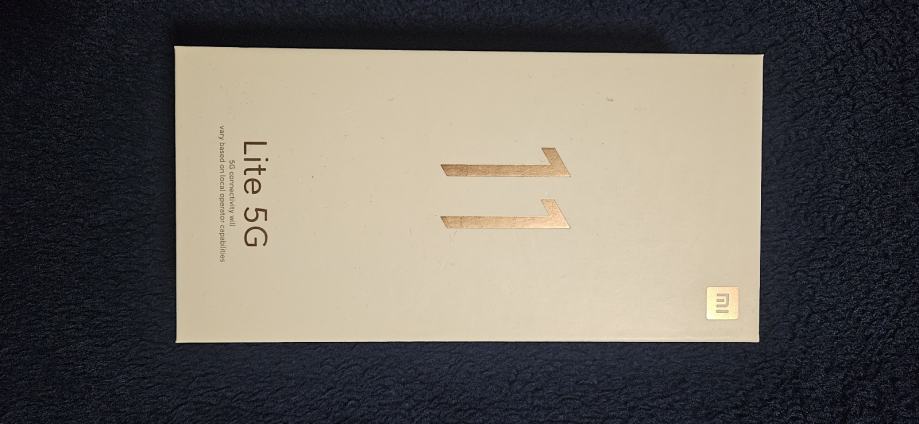 mi
11
Lite 5G
5G connectivity will
vary based on local operator capabilities